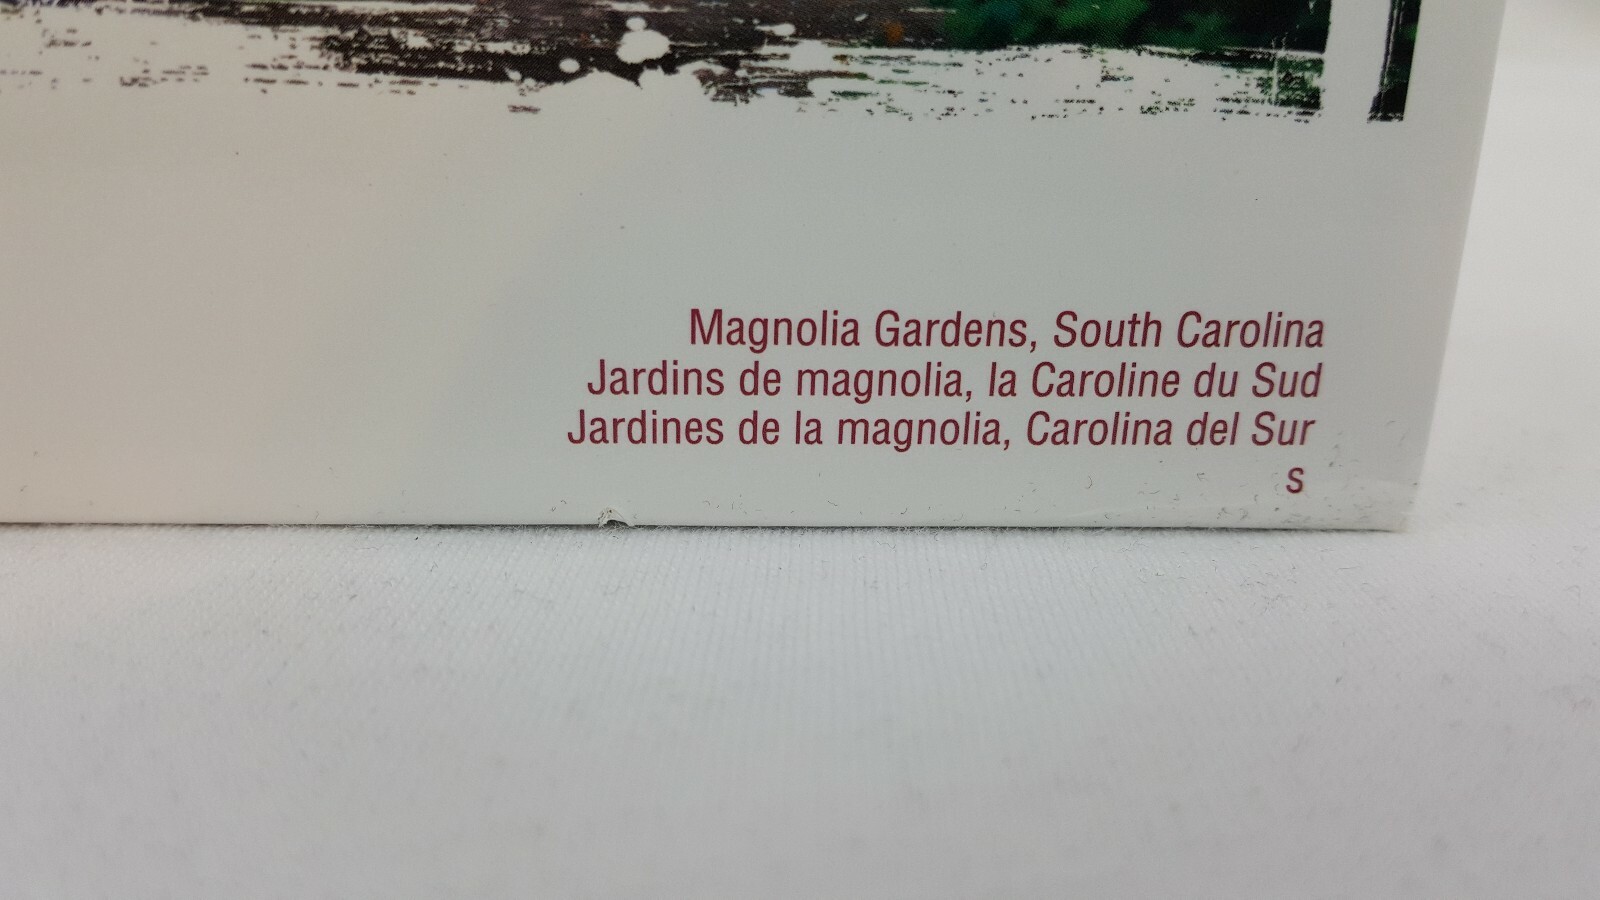 Magnolia Gardens, South Carolina
Jardins de magnolia, la Caroline du Sud
Jardines de la magnolia, Carolina del Sur
S